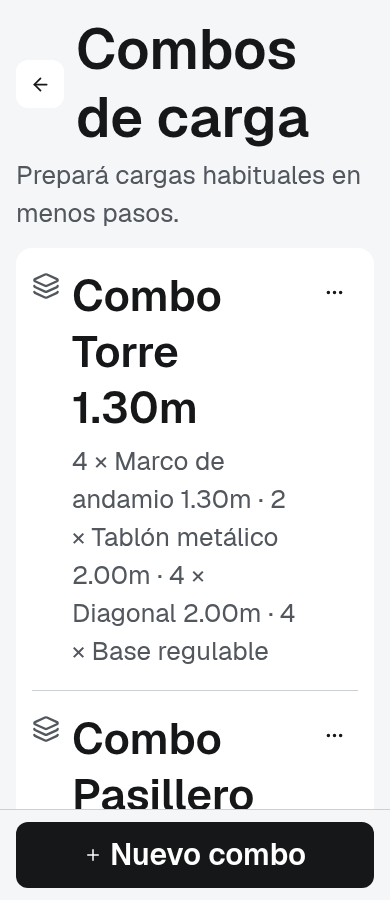 Combos
de carga
Prepará cargas habituales en
menos pasos.
Combo
Torre
1.30m
4 × Marco de
andamio 1.30m · 2
× Tablón metálico
2.00m · 4 ×
Diagonal 2.00m · 4
× Base regulable
Combo
Pasillero
+ Nuevo combo